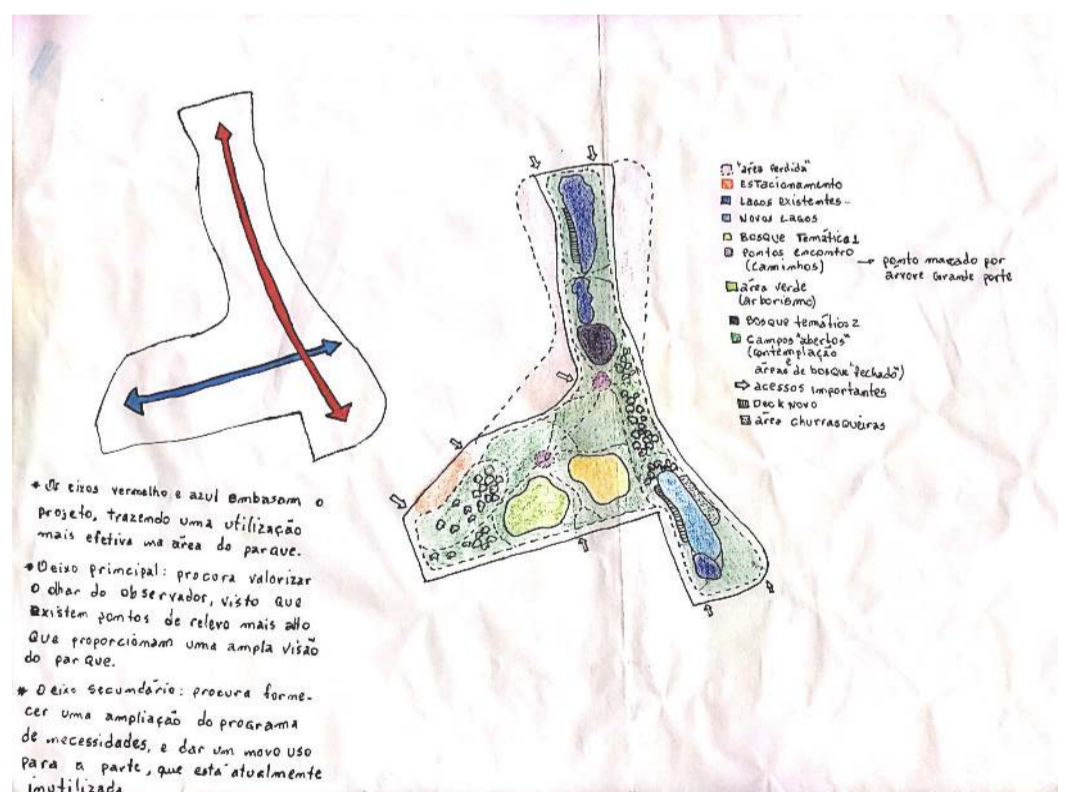 * Os eixos vermelho e azul embasam o
projeto, trazendo uma utilização
mais efetiva na área do parque.
* O eixo principal: procura valorizar
o olhar do observador, visto que
existem pontos de relevo mais alto
que proporcionam uma ampla visão
do parque.
* O eixo secundário: procura forne-
cer uma ampliação do programa
de necessidades, e dar um novo uso
para a parte, que está atualmente
inutilizada
"área perdida"
Estacionamento
Lagos existentes
Novos Lagos
Bosque Temático 1
Pontos encontro
(caminhos)
→ ponto marcado por
árvore grande porte
área verde
(arborismo)
Bosque temático 2
Campos "abertos"
(contemplação
e
áreas de bosque "fechado")
acessos importantes
Deck Novo
área churrasqueiras